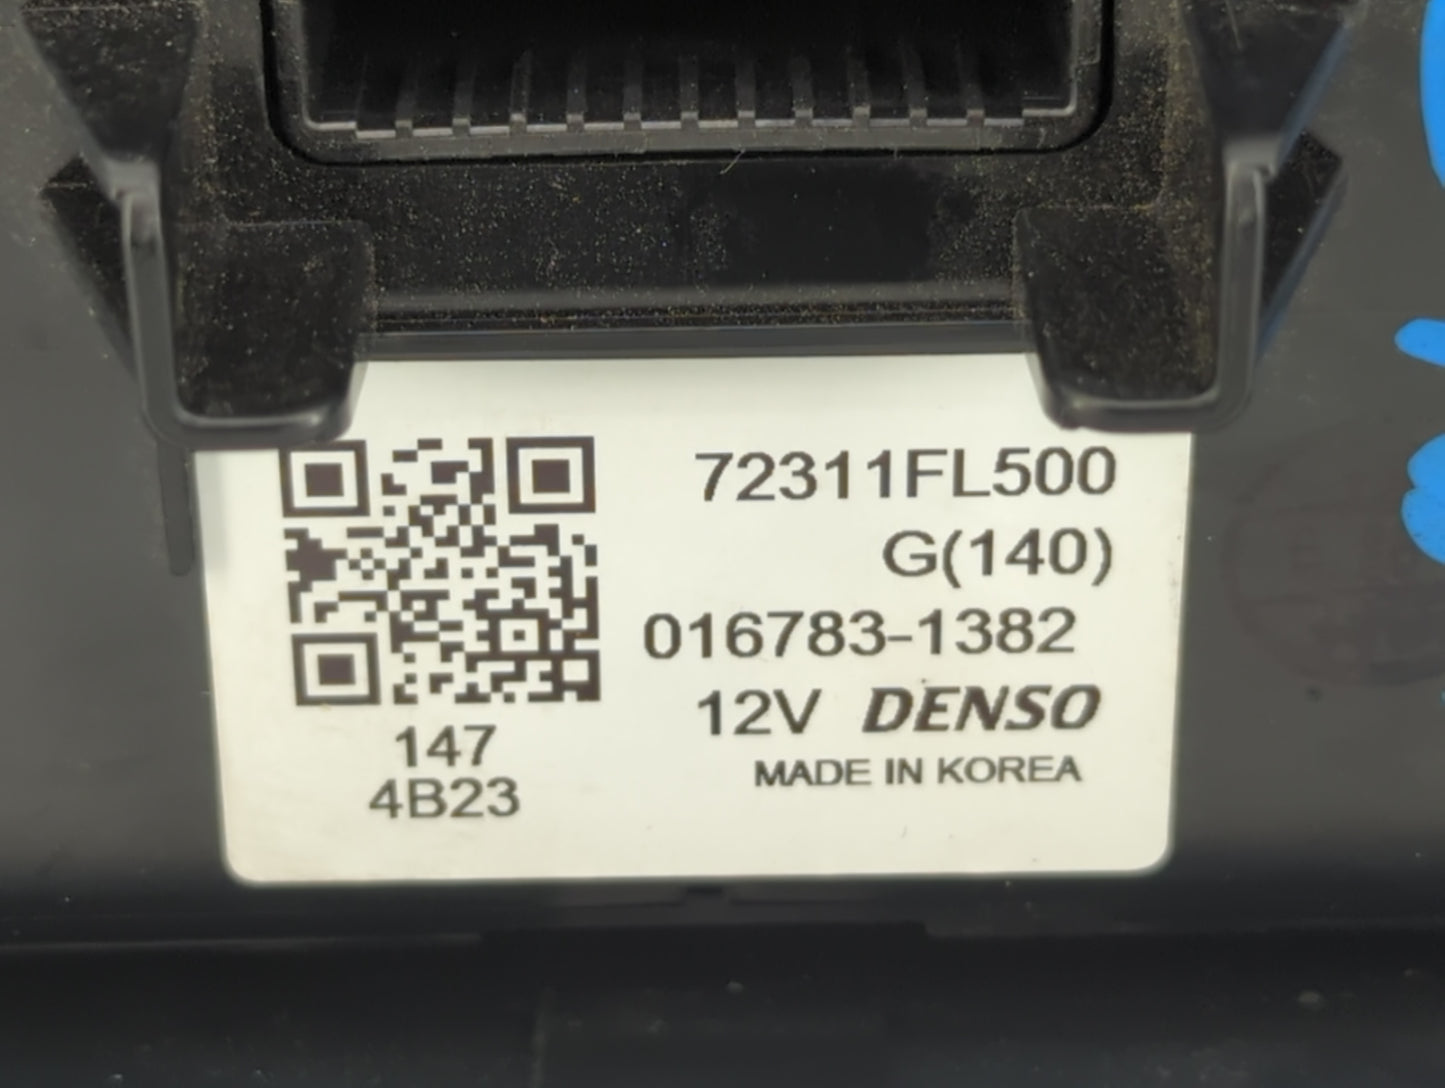 72311FL500
G(140)
016783-1382
12V DENSO
MADE IN KOREA
147
4B23